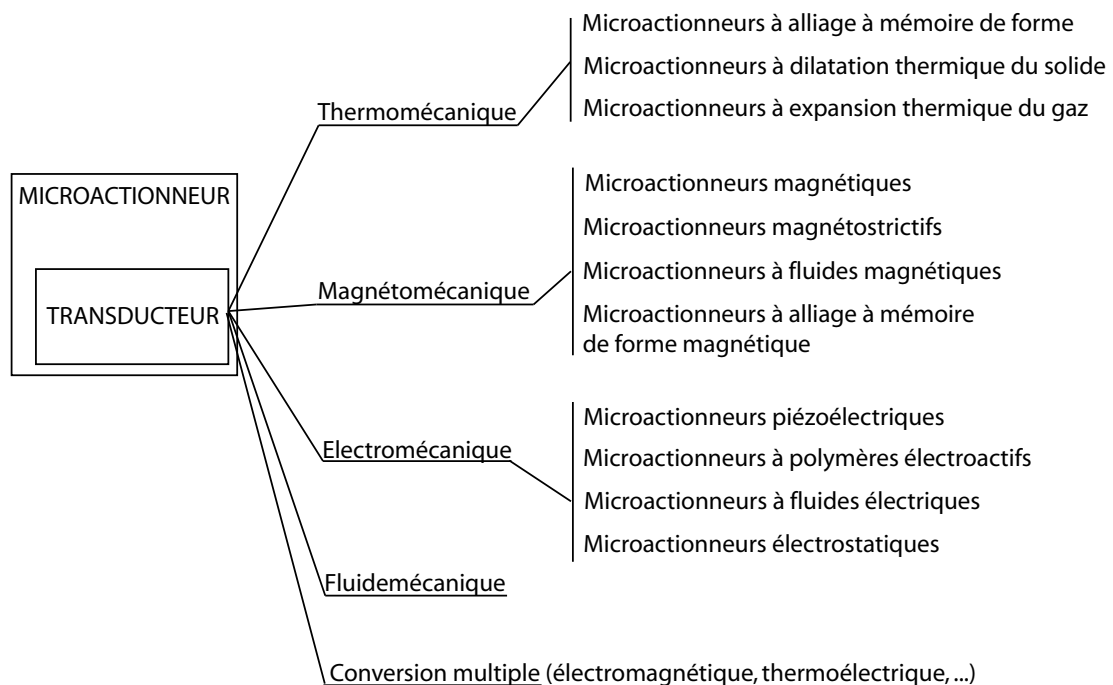 MICROACTIONNEUR
TRANSDUCTEUR
Thermomécanique
Microactionneurs à alliage à mémoire de forme
Microactionneurs à dilatation thermique du solide
Microactionneurs à expansion thermique du gaz
Magnétomécanique
Microactionneurs magnétiques
Microactionneurs magnétostrictifs
Microactionneurs à fluides magnétiques
Microactionneurs à alliage à mémoire
de forme magnétique
Electromécanique
Microactionneurs piézoélectriques
Microactionneurs à polymères électroactifs
Microactionneurs à fluides électriques
Microactionneurs électrostatiques
Fluidemécanique
Conversion multiple (électromagnétique, thermoélectrique, ...)